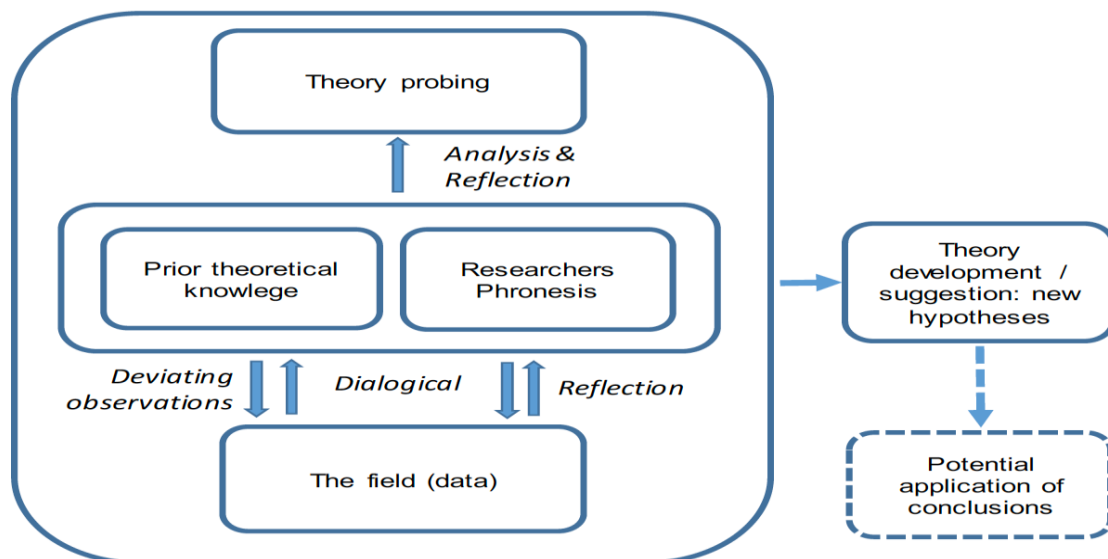 Theory probing
Analysis &
Reflection
Prior theoretical
knowlege
Researchers
Phronesis
Deviating
observations
Dialogical
Reflection
The field (data)
Theory
development /
suggestion: new
hypotheses
Potential
application of
conclusions